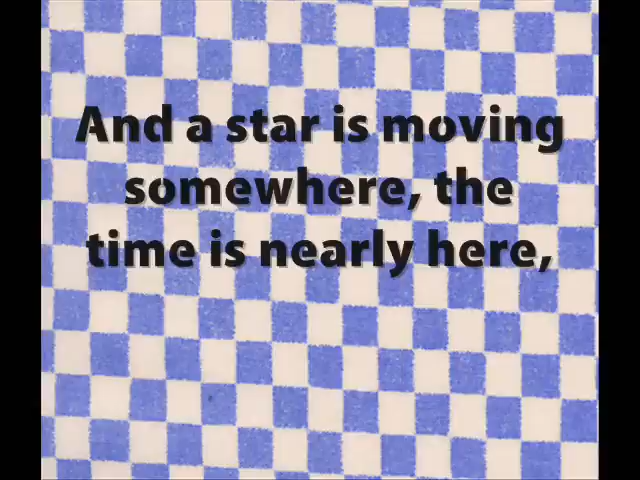 And a star is moving
somewhere, the
time is nearly here,